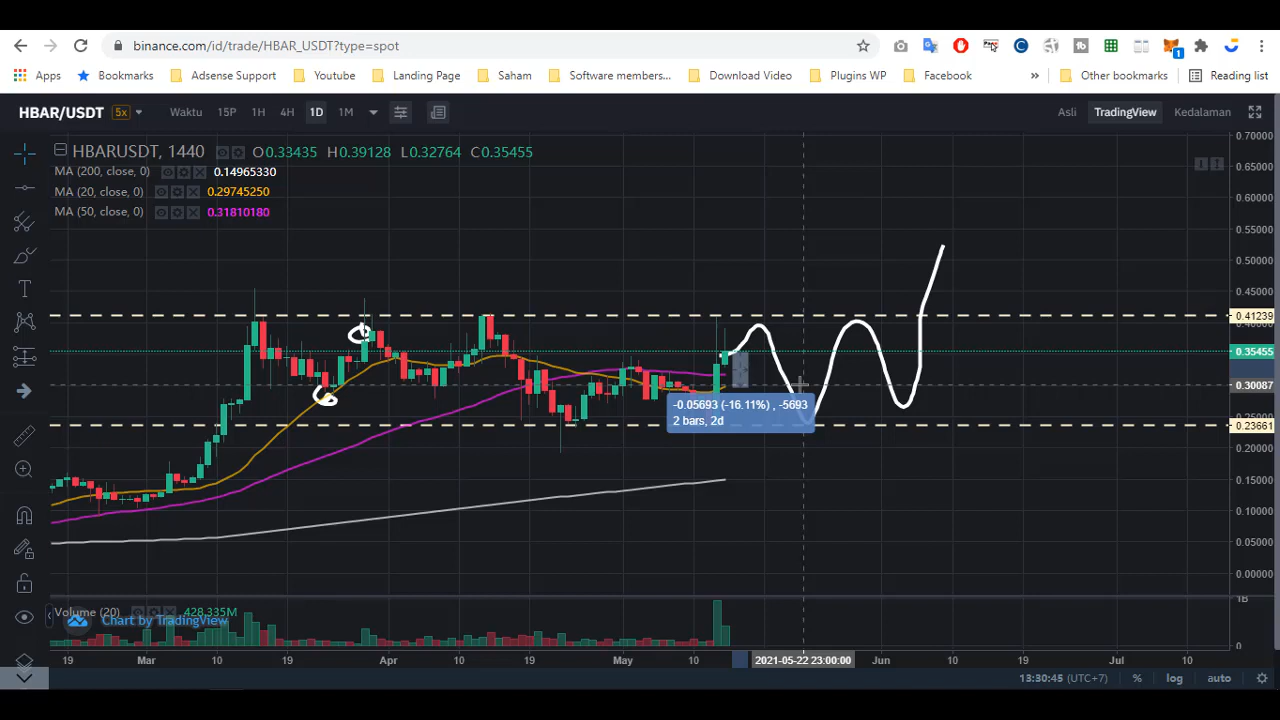 binance.com/id/trade/HBAR_USDT?type=spot
1
Apps Bookmarks Adsense Support Youtube Landing Page Saham Software members... Download Video Plugins WP Facebook » Other bookmarks Reading list
HBAR/USDT 5x Waktu 15P 1H 4H 1D 1M Asli TradingView Kedalaman
HBARUSDT, 1440 O0.33435 H0.39128 L0.32764 C0.35455
MA (200, close, 0) 0.14965330
MA (20, close, 0) 0.29745250
MA (50, close, 0) 0.31810180
0.70000
0.65000
0.60000
0.55000
0.50000
0.45000
0.41239
0.35455
0.30087
0.23661
0.20000
0.15000
0.10000
0.05000
0.00000
-0.05693 (-16.11%) , -5693
2 bars, 2d
Volume (20) 428.335M
Chart by TradingView
1B
0
19 Mar 10 19 Apr 10 19 May 10 2021-05-22 23:00:00 Jun 10 19 Jul 10
13:30:45 (UTC+7) % log auto